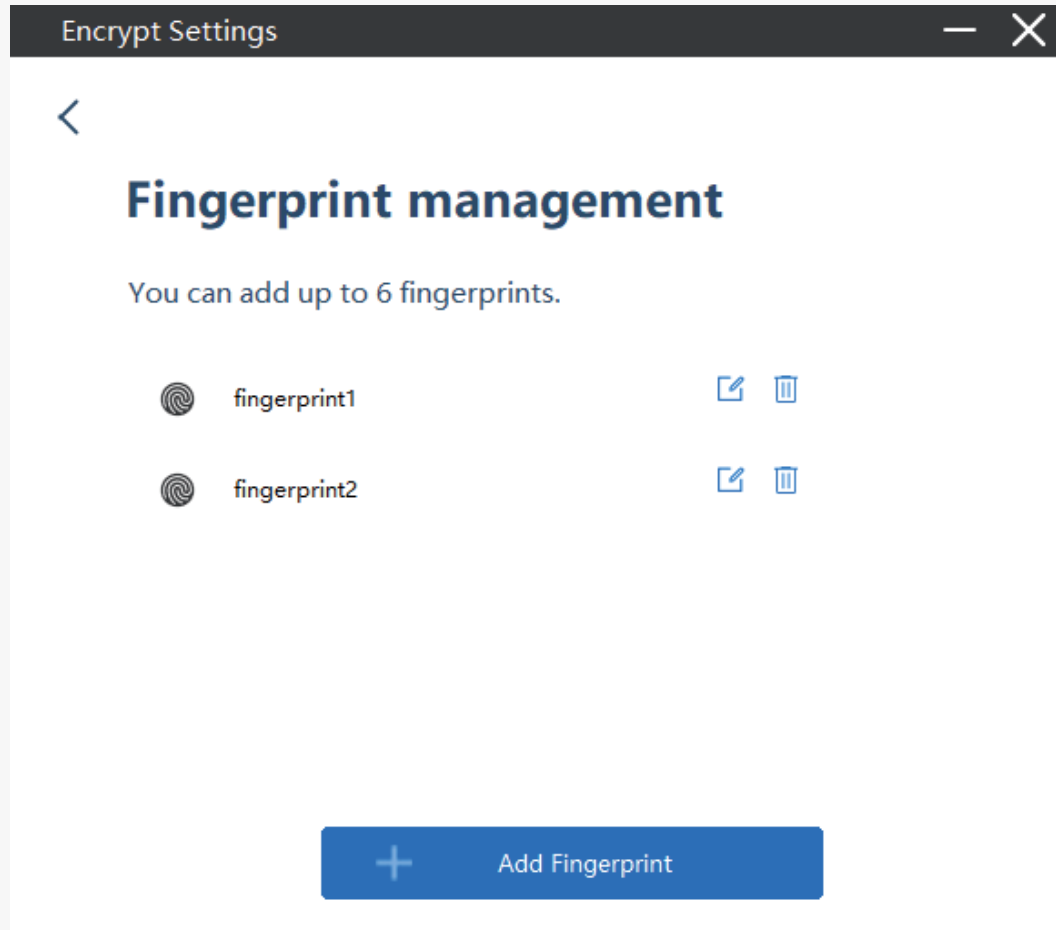 Encrypt Settings
Fingerprint management
You can add up to 6 fingerprints.
fingerprint1
fingerprint2
Add Fingerprint